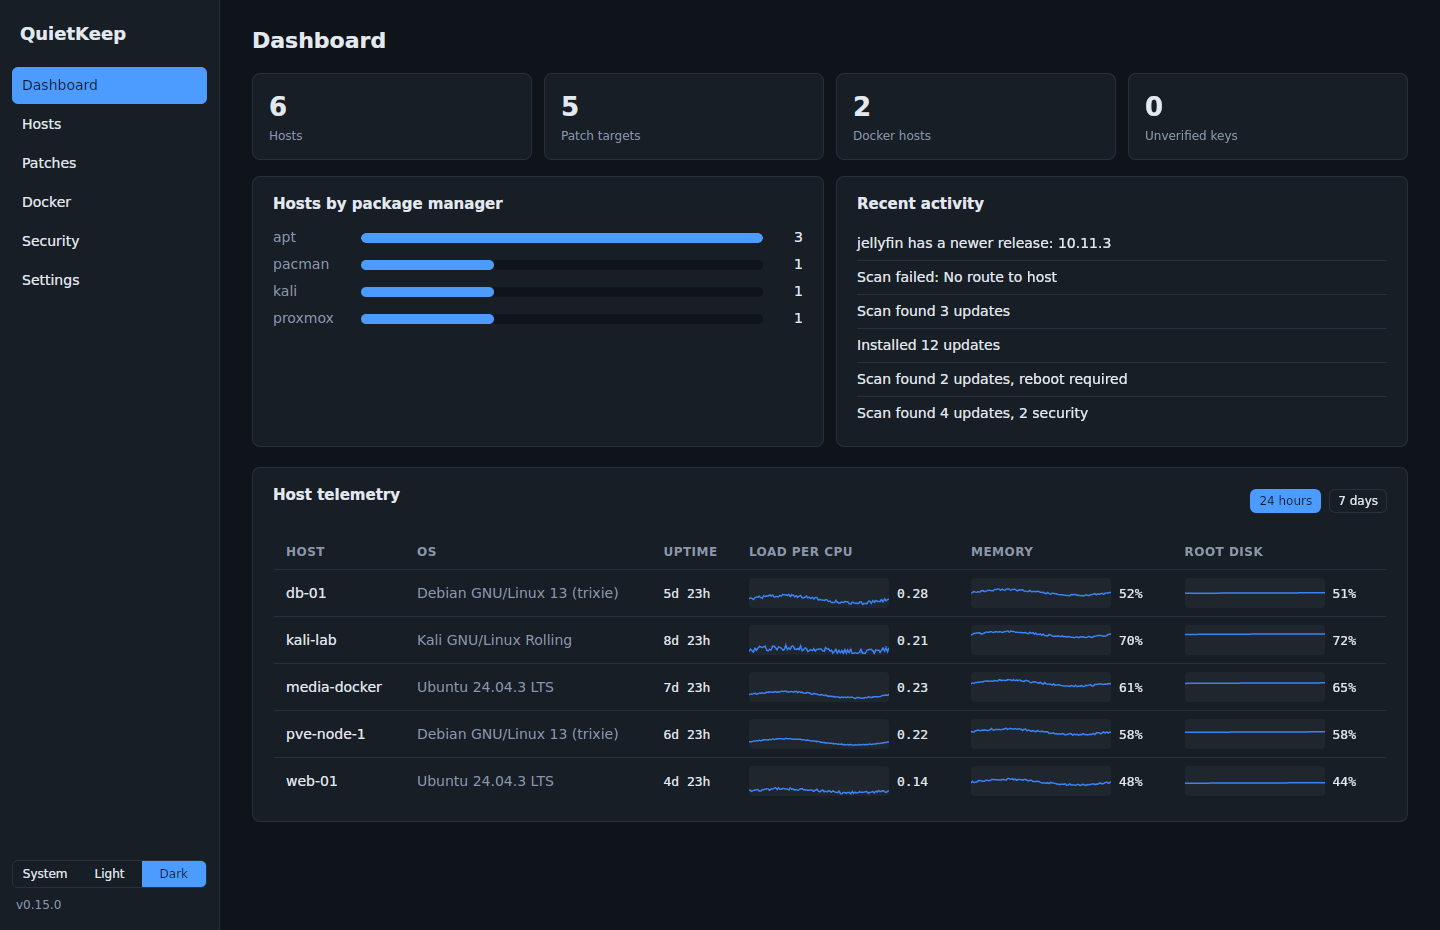 QuietKeep
Dashboard
Hosts
Patches
Docker
Security
Settings
System Light Dark
v0.15.0
Dashboard
6
Hosts
5
Patch targets
2
Docker hosts
0
Unverified keys
Hosts by package manager
apt 3
pacman 1
kali 1
proxmox 1
Recent activity
jellyfin has a newer release: 10.11.3
Scan failed: No route to host
Scan found 3 updates
Installed 12 updates
Scan found 2 updates, reboot required
Scan found 4 updates, 2 security
Host telemetry
24 hours 7 days
HOST OS UPTIME LOAD PER CPU MEMORY ROOT DISK
db-01 Debian GNU/Linux 13 (trixie) 5d 23h 0.28 52% 51%
kali-lab Kali GNU/Linux Rolling 8d 23h 0.21 70% 72%
media-docker Ubuntu 24.04.3 LTS 7d 23h 0.23 61% 65%
pve-node-1 Debian GNU/Linux 13 (trixie) 6d 23h 0.22 58% 58%
web-01 Ubuntu 24.04.3 LTS 4d 23h 0.14 48% 44%